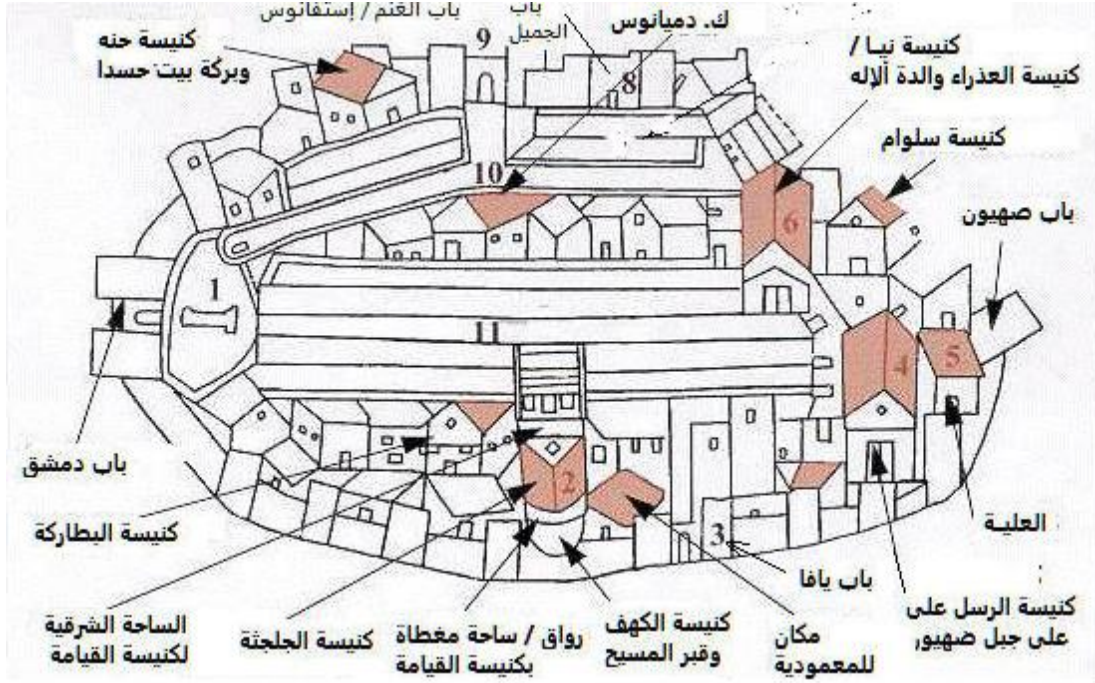 باب الغنم / إستفانوس
باب
الجميل
ك. دميانوس
كنيسة حنه
وبركة بيت حسدا
9
8
كنيسة نيا /
كنيسة العذراء والدة الإله
كنيسة سلوام
باب صهيون
10
6
1
4
5
باب دمشق
2
3
كنيسة البطاركة
العلية
باب يافا
الساحة الشرقية
لكنيسة القيامة
كنيسة الجلجثة
رواق / ساحة مغطاة
بكنيسة القيامة
كنيسة الكهف
وقبر المسيح
مكان
للمعمودية
كنيسة الرسل على
على جبل صهيور